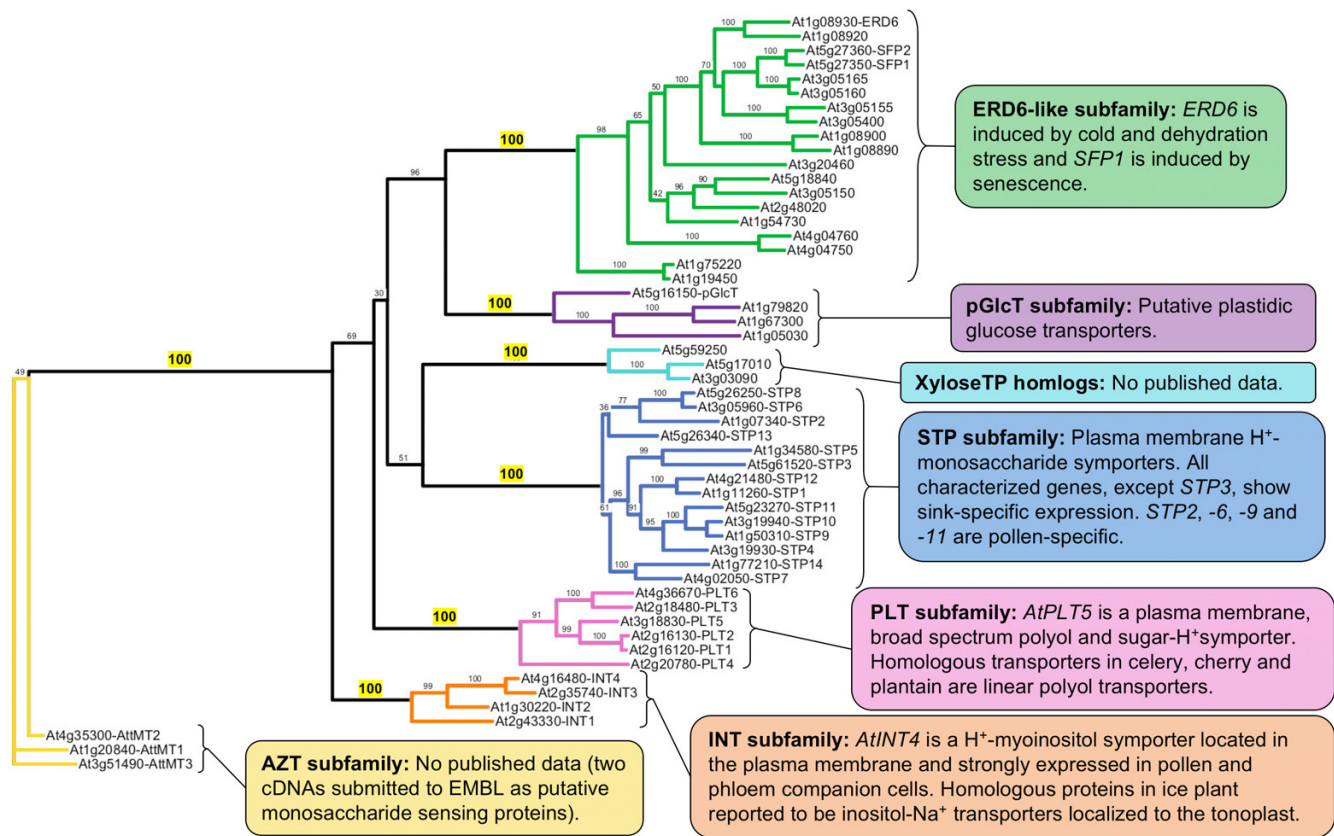 100
At1g08930-ERD6
At1g08920
At5g27360-SFP2
At5g27350-SFP1
At3g05165
At3g05160
At3g05155
At3g05400
At1g08900
At1g08890
At3g20460
At5g18840
At3g05150
At2g48020
At1g54730
At4g04760
At4g04750
At1g75220
At1g19450
100
100
70
100
100
50
100
100
65
98
100
90
96
42
100
100
100
96
ERD6-like subfamily: ERD6 is
induced by cold and dehydration
stress and SFP1 is induced by
senescence.
At5g16150-pGlcT
At1g79820
At1g67300
At1g05030
100
100
100
30
pGlcT subfamily: Putative plastidic
glucose transporters.
At5g59250
At5g17010
At3g03090
100
100
69
100
49
XyloseTP homlogs: No published data.
At5g26250-STP8
At3g05960-STP6
At1g07340-STP2
At5g26340-STP13
At1g34580-STP5
At5g61520-STP3
At4g21480-STP12
At1g11260-STP1
At5g23270-STP11
At3g19940-STP10
At1g50310-STP9
At3g19930-STP4
At1g77210-STP14
At4g02050-STP7
100
77
36
99
51
100
100
96
91
61
100
95
100
STP subfamily: Plasma membrane H+-
monosaccharide symporters. All
characterized genes, except STP3, show
sink-specific expression. STP2, -6, -9 and
-11 are pollen-specific.
At4g36670-PLT6
At2g18480-PLT3
At3g18830-PLT5
At2g16130-PLT2
At2g16120-PLT1
At2g20780-PLT4
100
91
100
99
100
PLT subfamily: AtPLT5 is a plasma membrane,
broad spectrum polyol and sugar-H+symporter.
Homologous transporters in celery, cherry and
plantain are linear polyol transporters.
At4g16480-INT4
At2g35740-INT3
At1g30220-INT2
At2g43330-INT1
100
99
100
INT subfamily: AtINT4 is a H+-myoinositol symporter located in
the plasma membrane and strongly expressed in pollen and
phloem companion cells. Homologous proteins in ice plant
reported to be inositol-Na+ transporters localized to the tonoplast.
At4g35300-AttMT2
At1g20840-AttMT1
At3g51490-AttMT3
AZT subfamily: No published data (two
cDNAs submitted to EMBL as putative
monosaccharide sensing proteins).